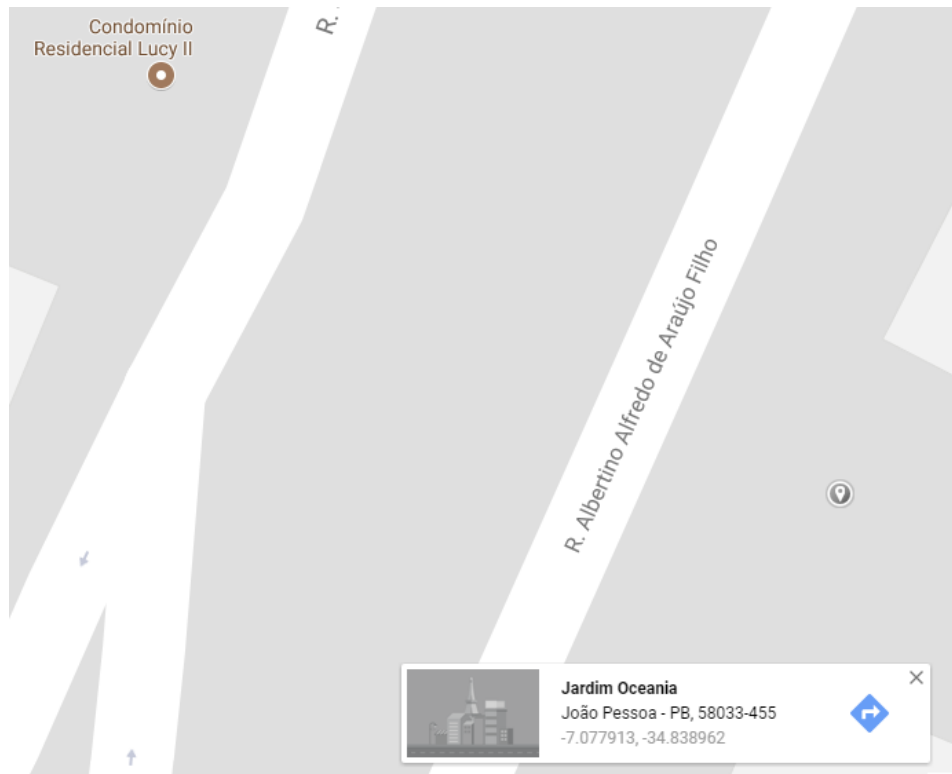 Condomínio
Residencial Lucy II
R.
R. Albertino Alfredo de Araújo Filho
Jardim Oceania
João Pessoa - PB, 58033-455
-7.077913, -34.838962